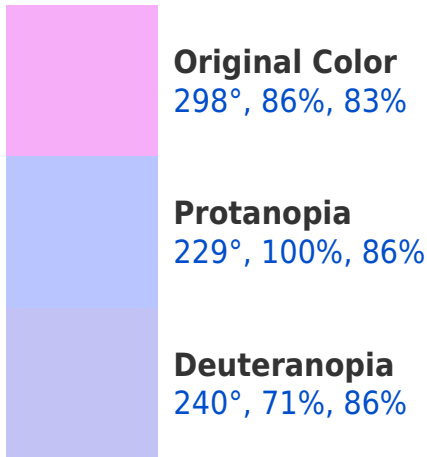 Original Color
298°, 86%, 83%
Protanopia
229°, 100%, 86%
Deuteranopia
240°, 71%, 86%